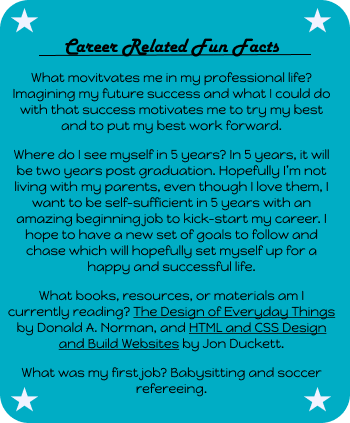 Career Related Fun Facts
What movitvates me in my professional life?
Imagining my future success and what I could do
with that success motivates me to try my best
and to put my best work forward.
Where do I see myself in 5 years? In 5 years, it will
be two years post graduation. Hopefully I'm not
living with my parents, even though I love them, I
want to be self-sufficient in 5 years with an
amazing beginning job to kick-start my career. I
hope to have a new set of goals to follow and
chase which will hopefully set myself up for a
happy and successful life.
What books, resources, or materials am I
currently reading? The Design of Everyday Things
by Donald A. Norman, and HTML and CSS Design
and Build Websites by Jon Duckett.
What was my first job? Babysitting and soccer
refereeing.